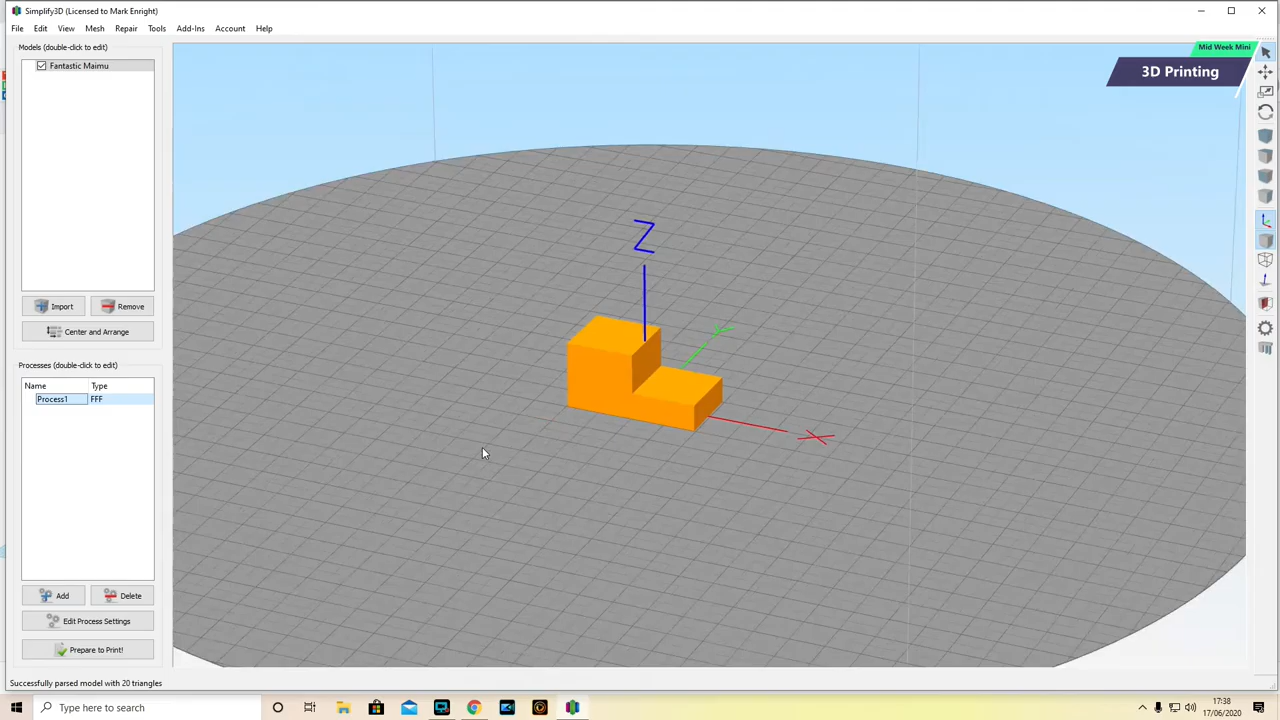 Simplify3D (Licensed to Mark Enright)
File Edit View Mesh Repair Tools Add-Ins Account Help
Models (double-click to edit)
Fantastic Maimu
Import Remove
Center and Arrange
Processes (double-click to edit)
Name Type
Process1 FFF
Add Delete
Edit Process Settings
Prepare to Print!
Successfully parsed model with 20 triangles
Mid Week Mini
3D Printing
Z
Y
X
Type here to search
17:38
17/06/2020